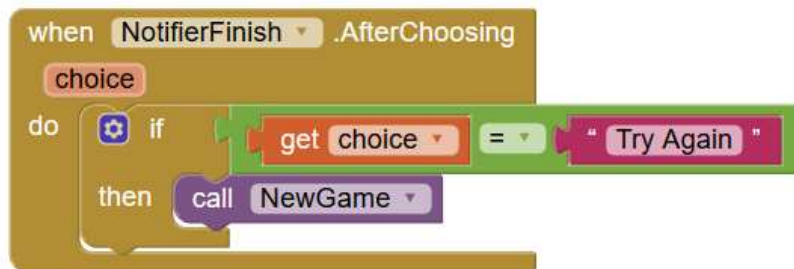 when NotifierFinish .AfterChoosing
choice
do if get choice = " Try Again "
then call NewGame